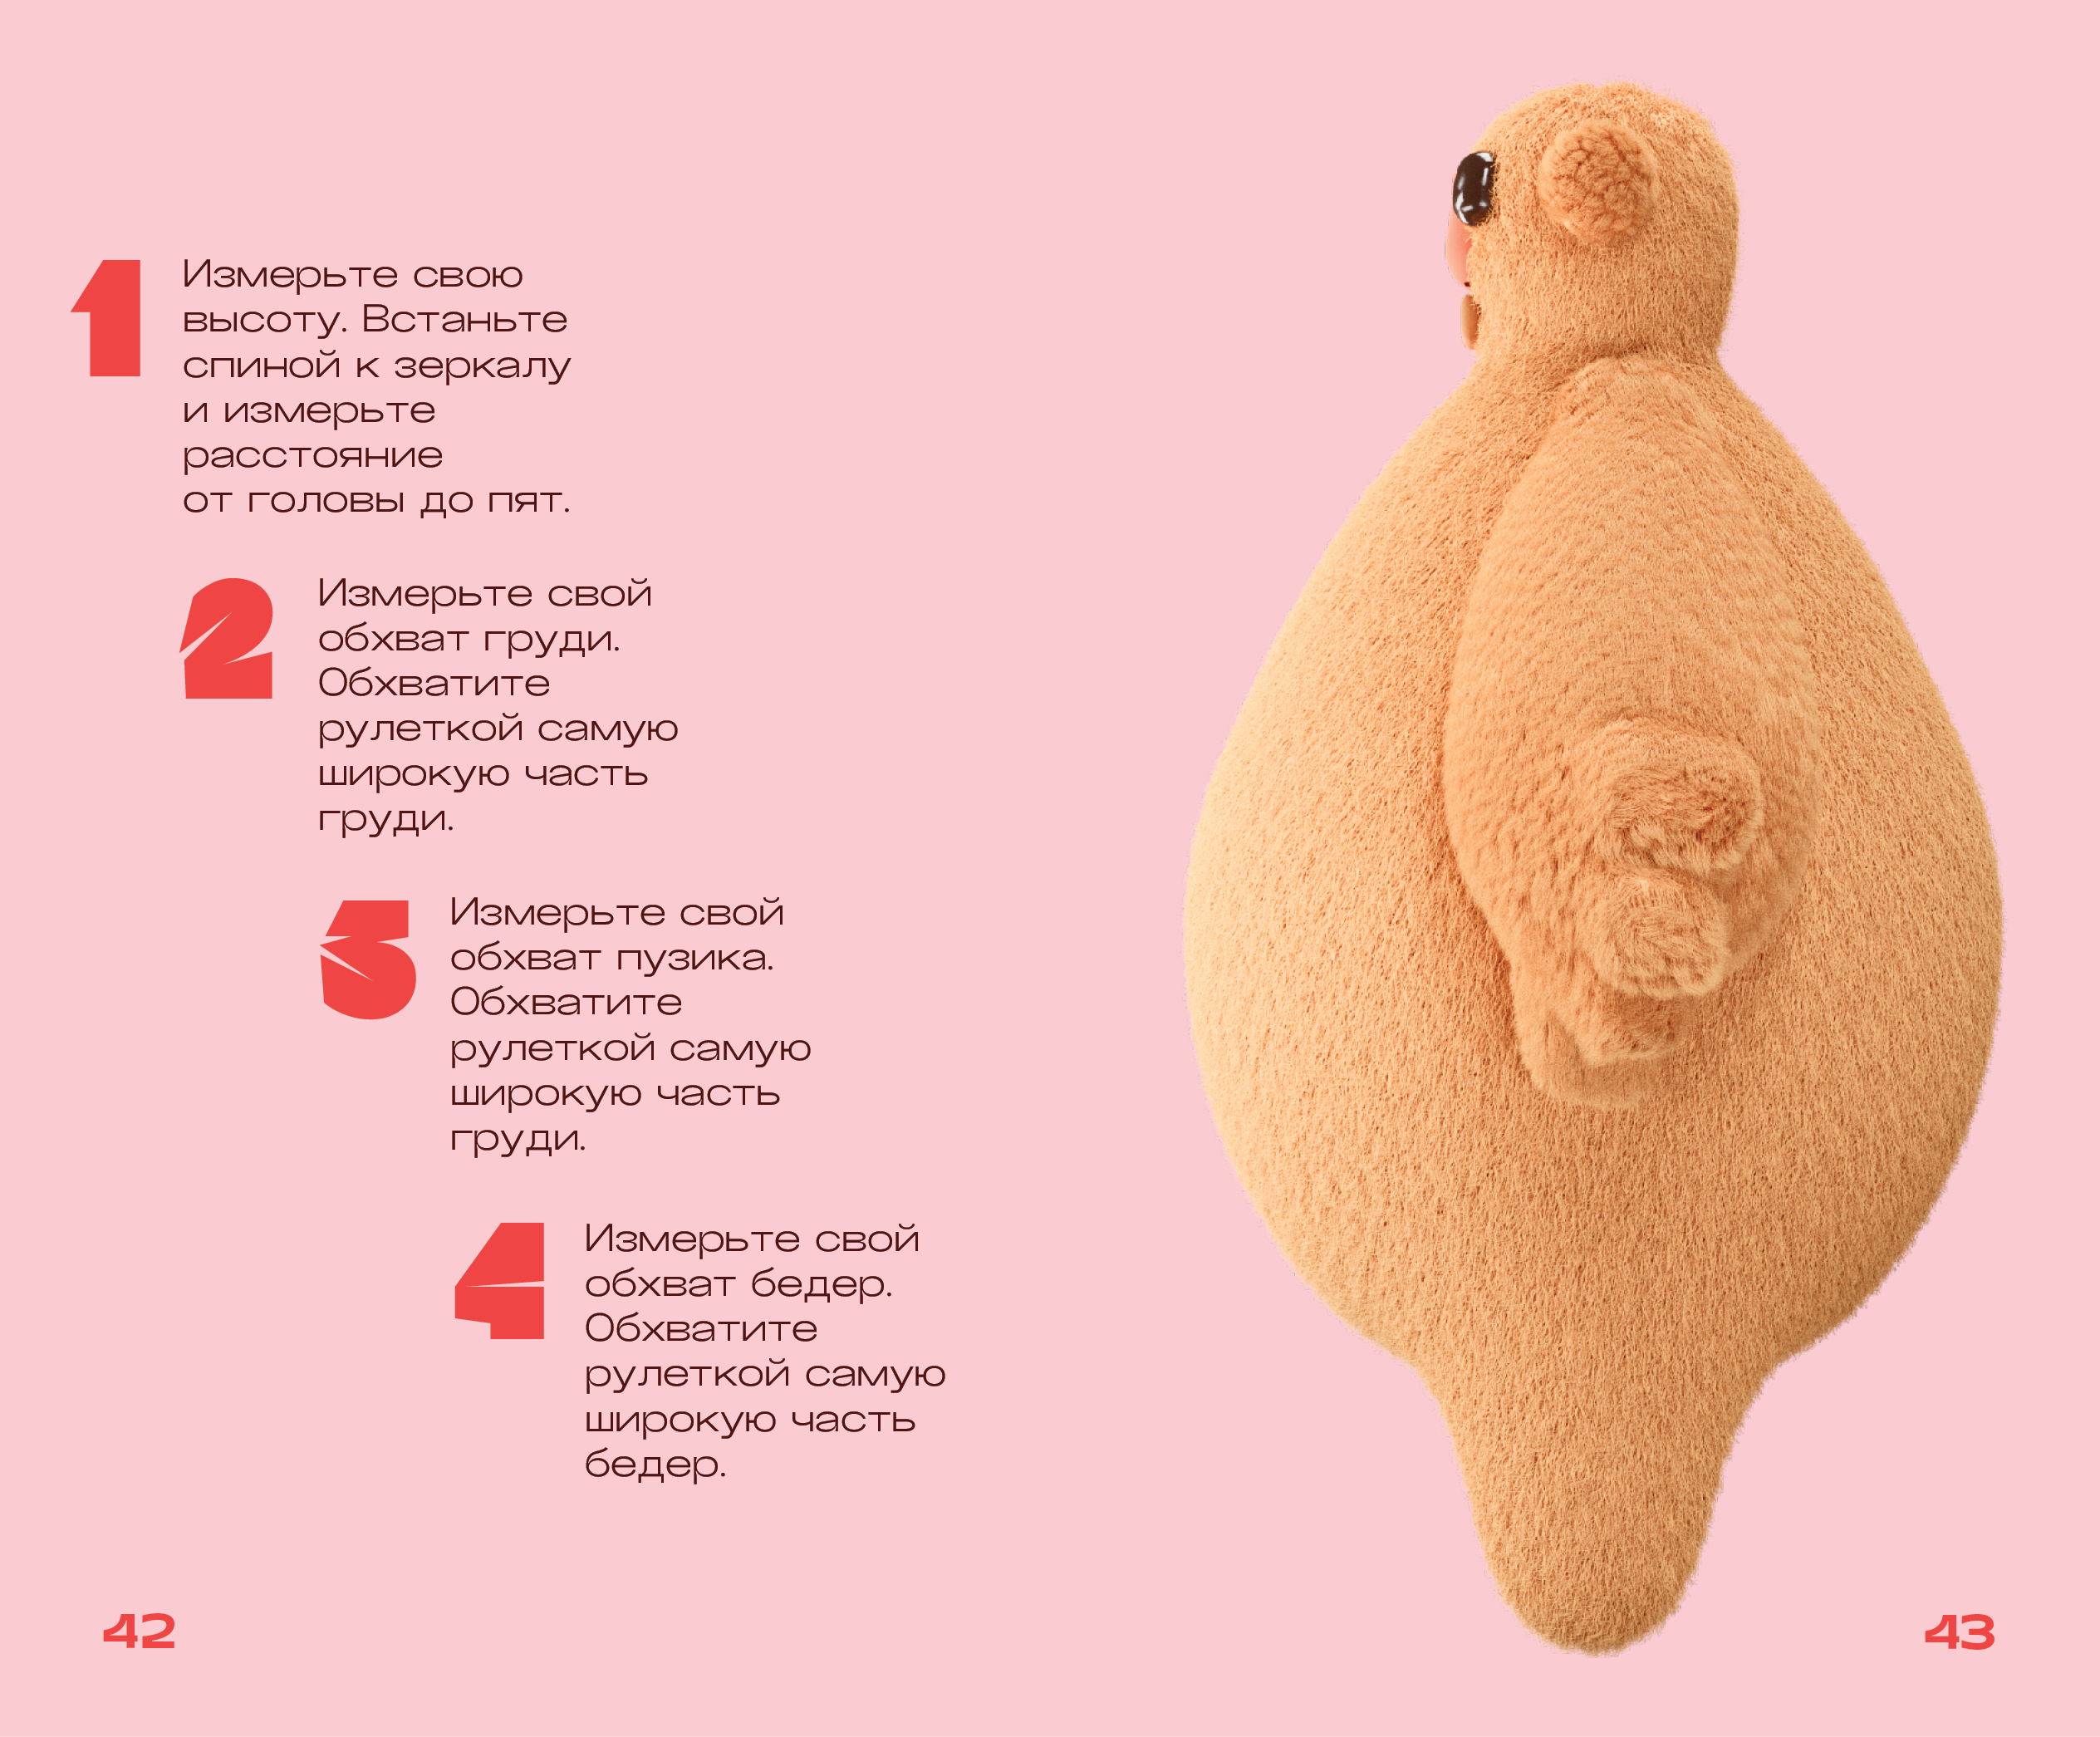 1
Измерьте свою
высоту. Встаньте
спиной к зеркалу
и измерьте
расстояние
от головы до пят.
2
Измерьте свой
обхват груди.
Обхватите
рулеткой самую
широкую часть
груди.
3
Измерьте свой
обхват пузика.
Обхватите
рулеткой самую
широкую часть
груди.
4
Измерьте свой
обхват бедер.
Обхватите
рулеткой самую
широкую часть
бедер.
42
43